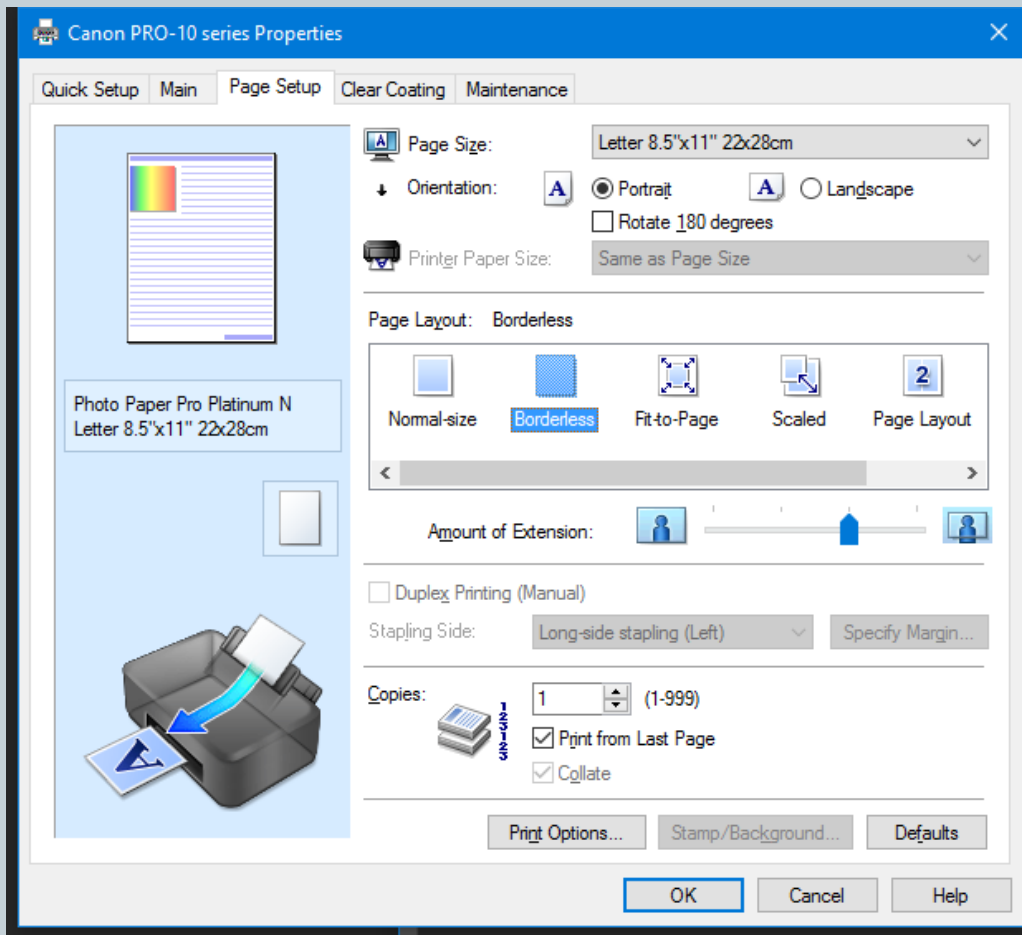 Canon PRO-10 series Properties
Quick Setup Main Page Setup Clear Coating Maintenance
Page Size: Letter 8.5"x11" 22x28cm
Orientation: A Portrait A Landscape
Rotate 180 degrees
Printer Paper Size: Same as Page Size
Page Layout: Borderless
2
Normal-size Borderless Fit-to-Page Scaled Page Layout
Photo Paper Pro Platinum N
Letter 8.5"x11" 22x28cm
Amount of Extension:
Duplex Printing (Manual)
Stapling Side: Long-side stapling (Left) Specify Margin...
Copies: 1 (1-999)
123123
Print from Last Page
Collate
A
Print Options... Stamp/Background... Defaults
OK Cancel Help